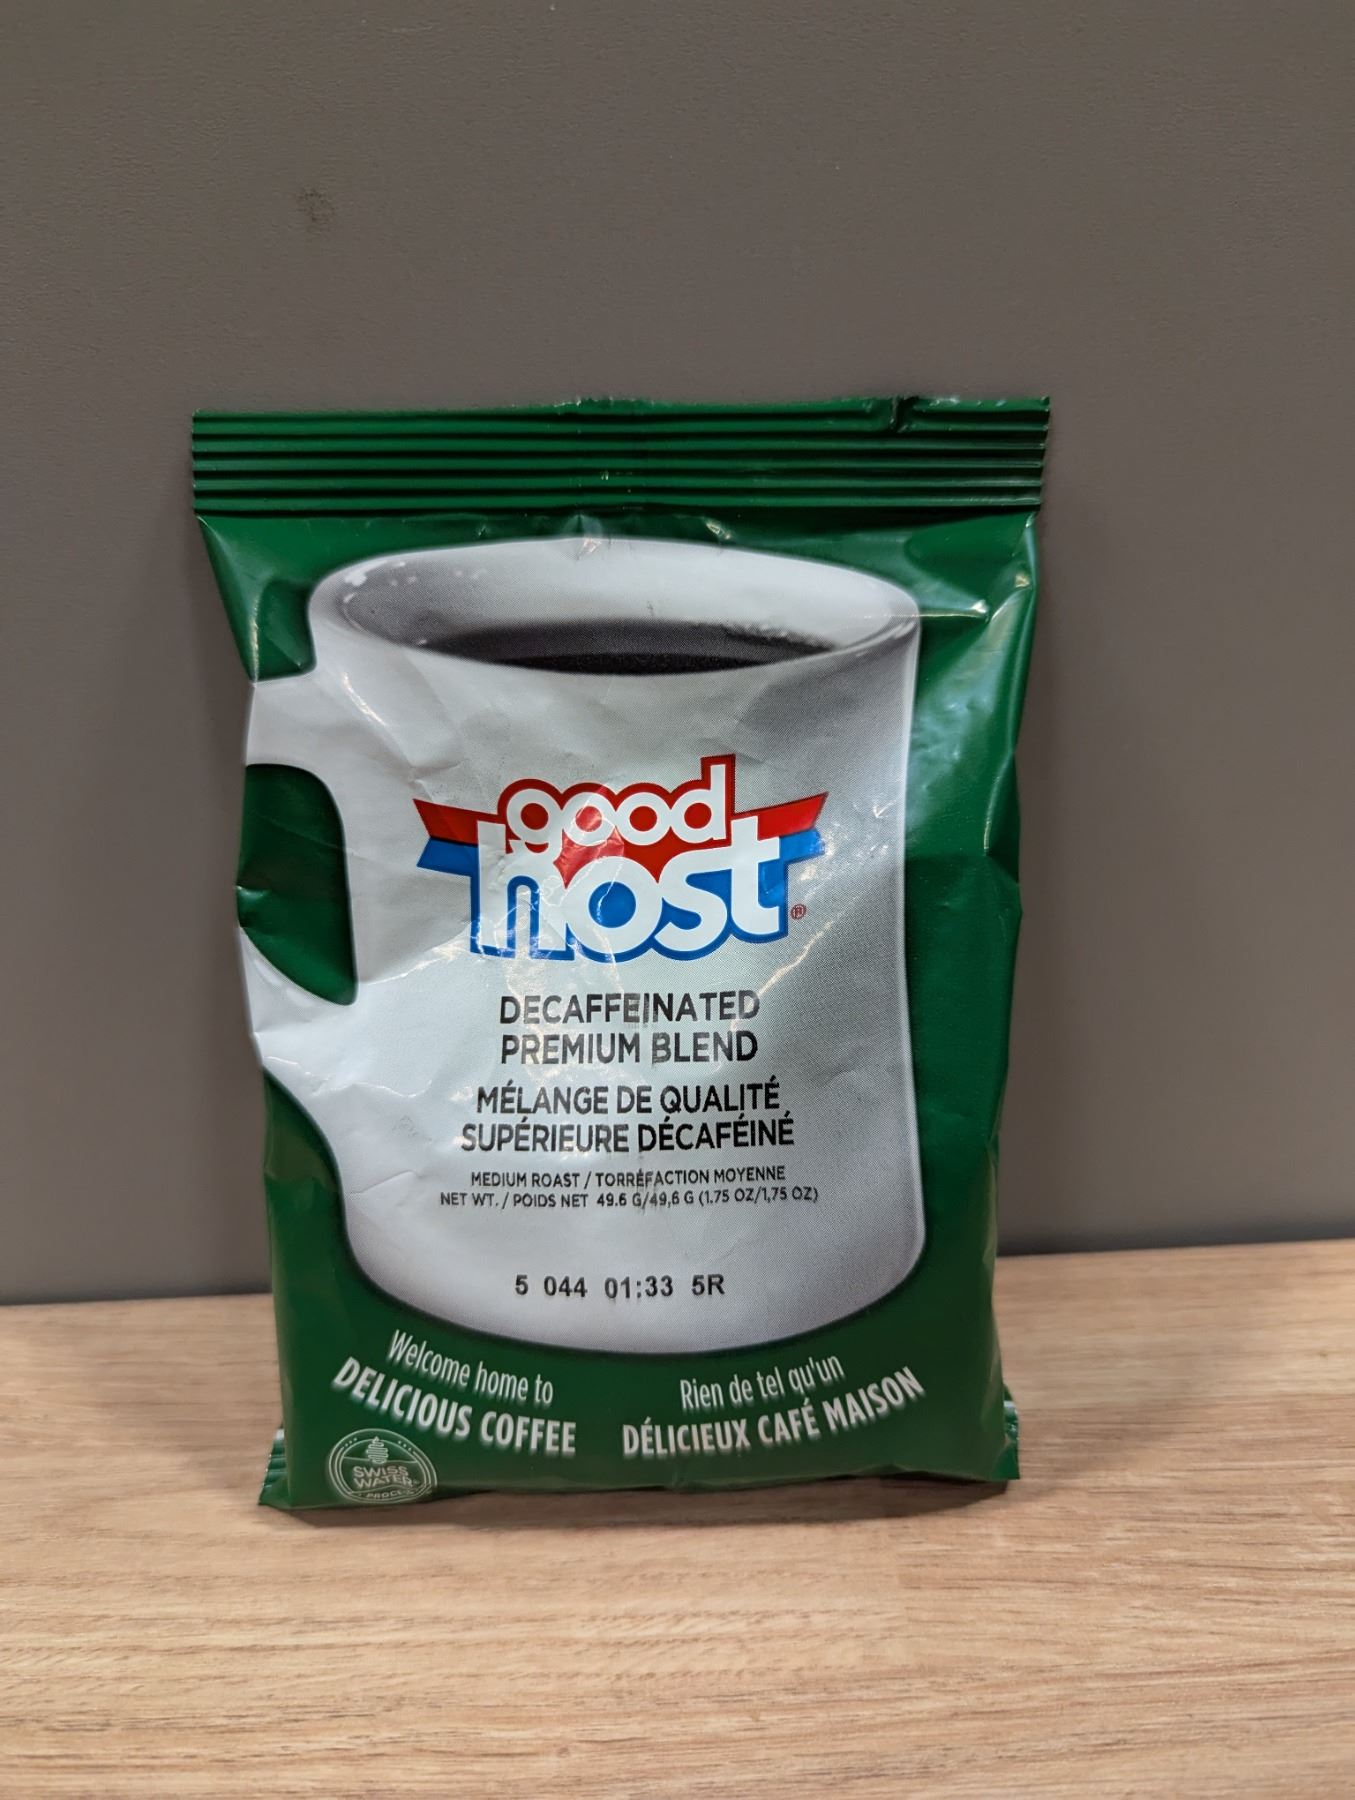 good
host®
DECAFFEINATED
PREMIUM BLEND
MÉLANGE DE QUALITÉ
SUPÉRIEURE DÉCAFÉINÉ
MEDIUM ROAST / TORRÉFACTION MOYENNE
NET WT. / POIDS NET 49.6 G/49,6 G (1.75 OZ/1,75 OZ)
5 044 01:33 5R
Welcome home to
DELICIOUS COFFEE
Rien de tel qu'un
DÉLICIEUX CAFÉ MAISON
SWISS
WATER
PROCESS